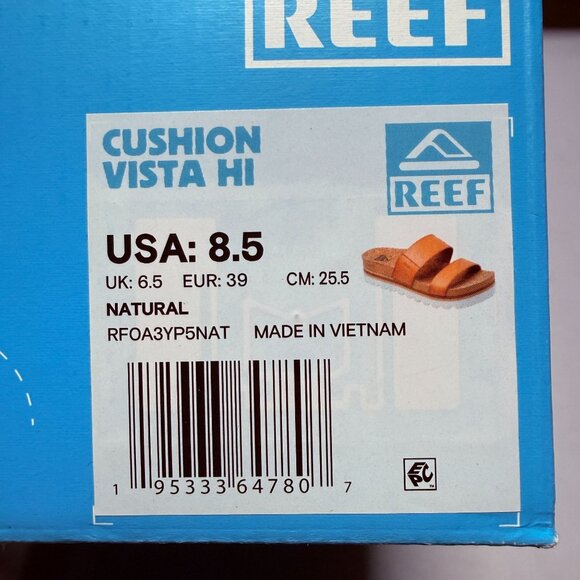 REEF
CUSHION
VISTA HI
REEF
USA: 8.5
UK: 6.5 EUR: 39 CM: 25.5
NATURAL
RF0A3YP5NAT MADE IN VIETNAM
1 95333 64780 7
EPC